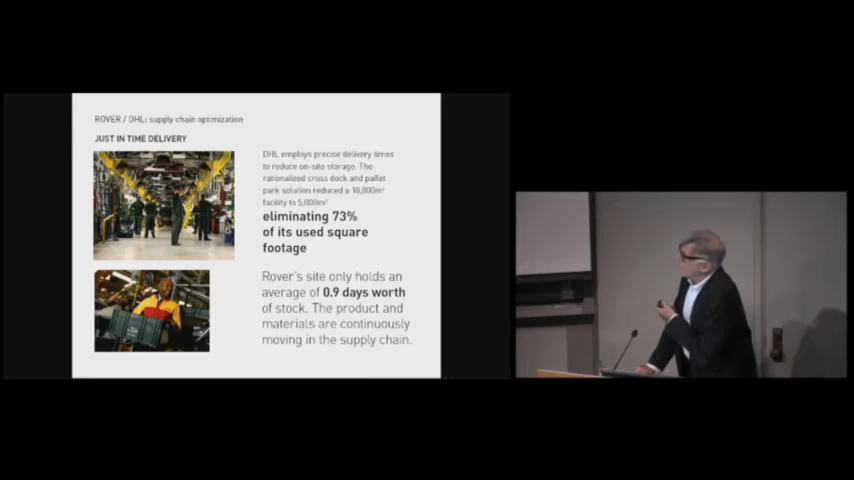 ROVER / DHL: supply chain optimization
JUST IN TIME DELIVERY
DHL employs precise delivery times
to reduce on-site storage. The
rationalized cross dock and pallet
park solution reduced a 18,000m²
facility to 5,000m²
eliminating 73%
of its used square
footage
Rover's site only holds an
average of 0.9 days worth
of stock. The product and
materials are continuously
moving in the supply chain.